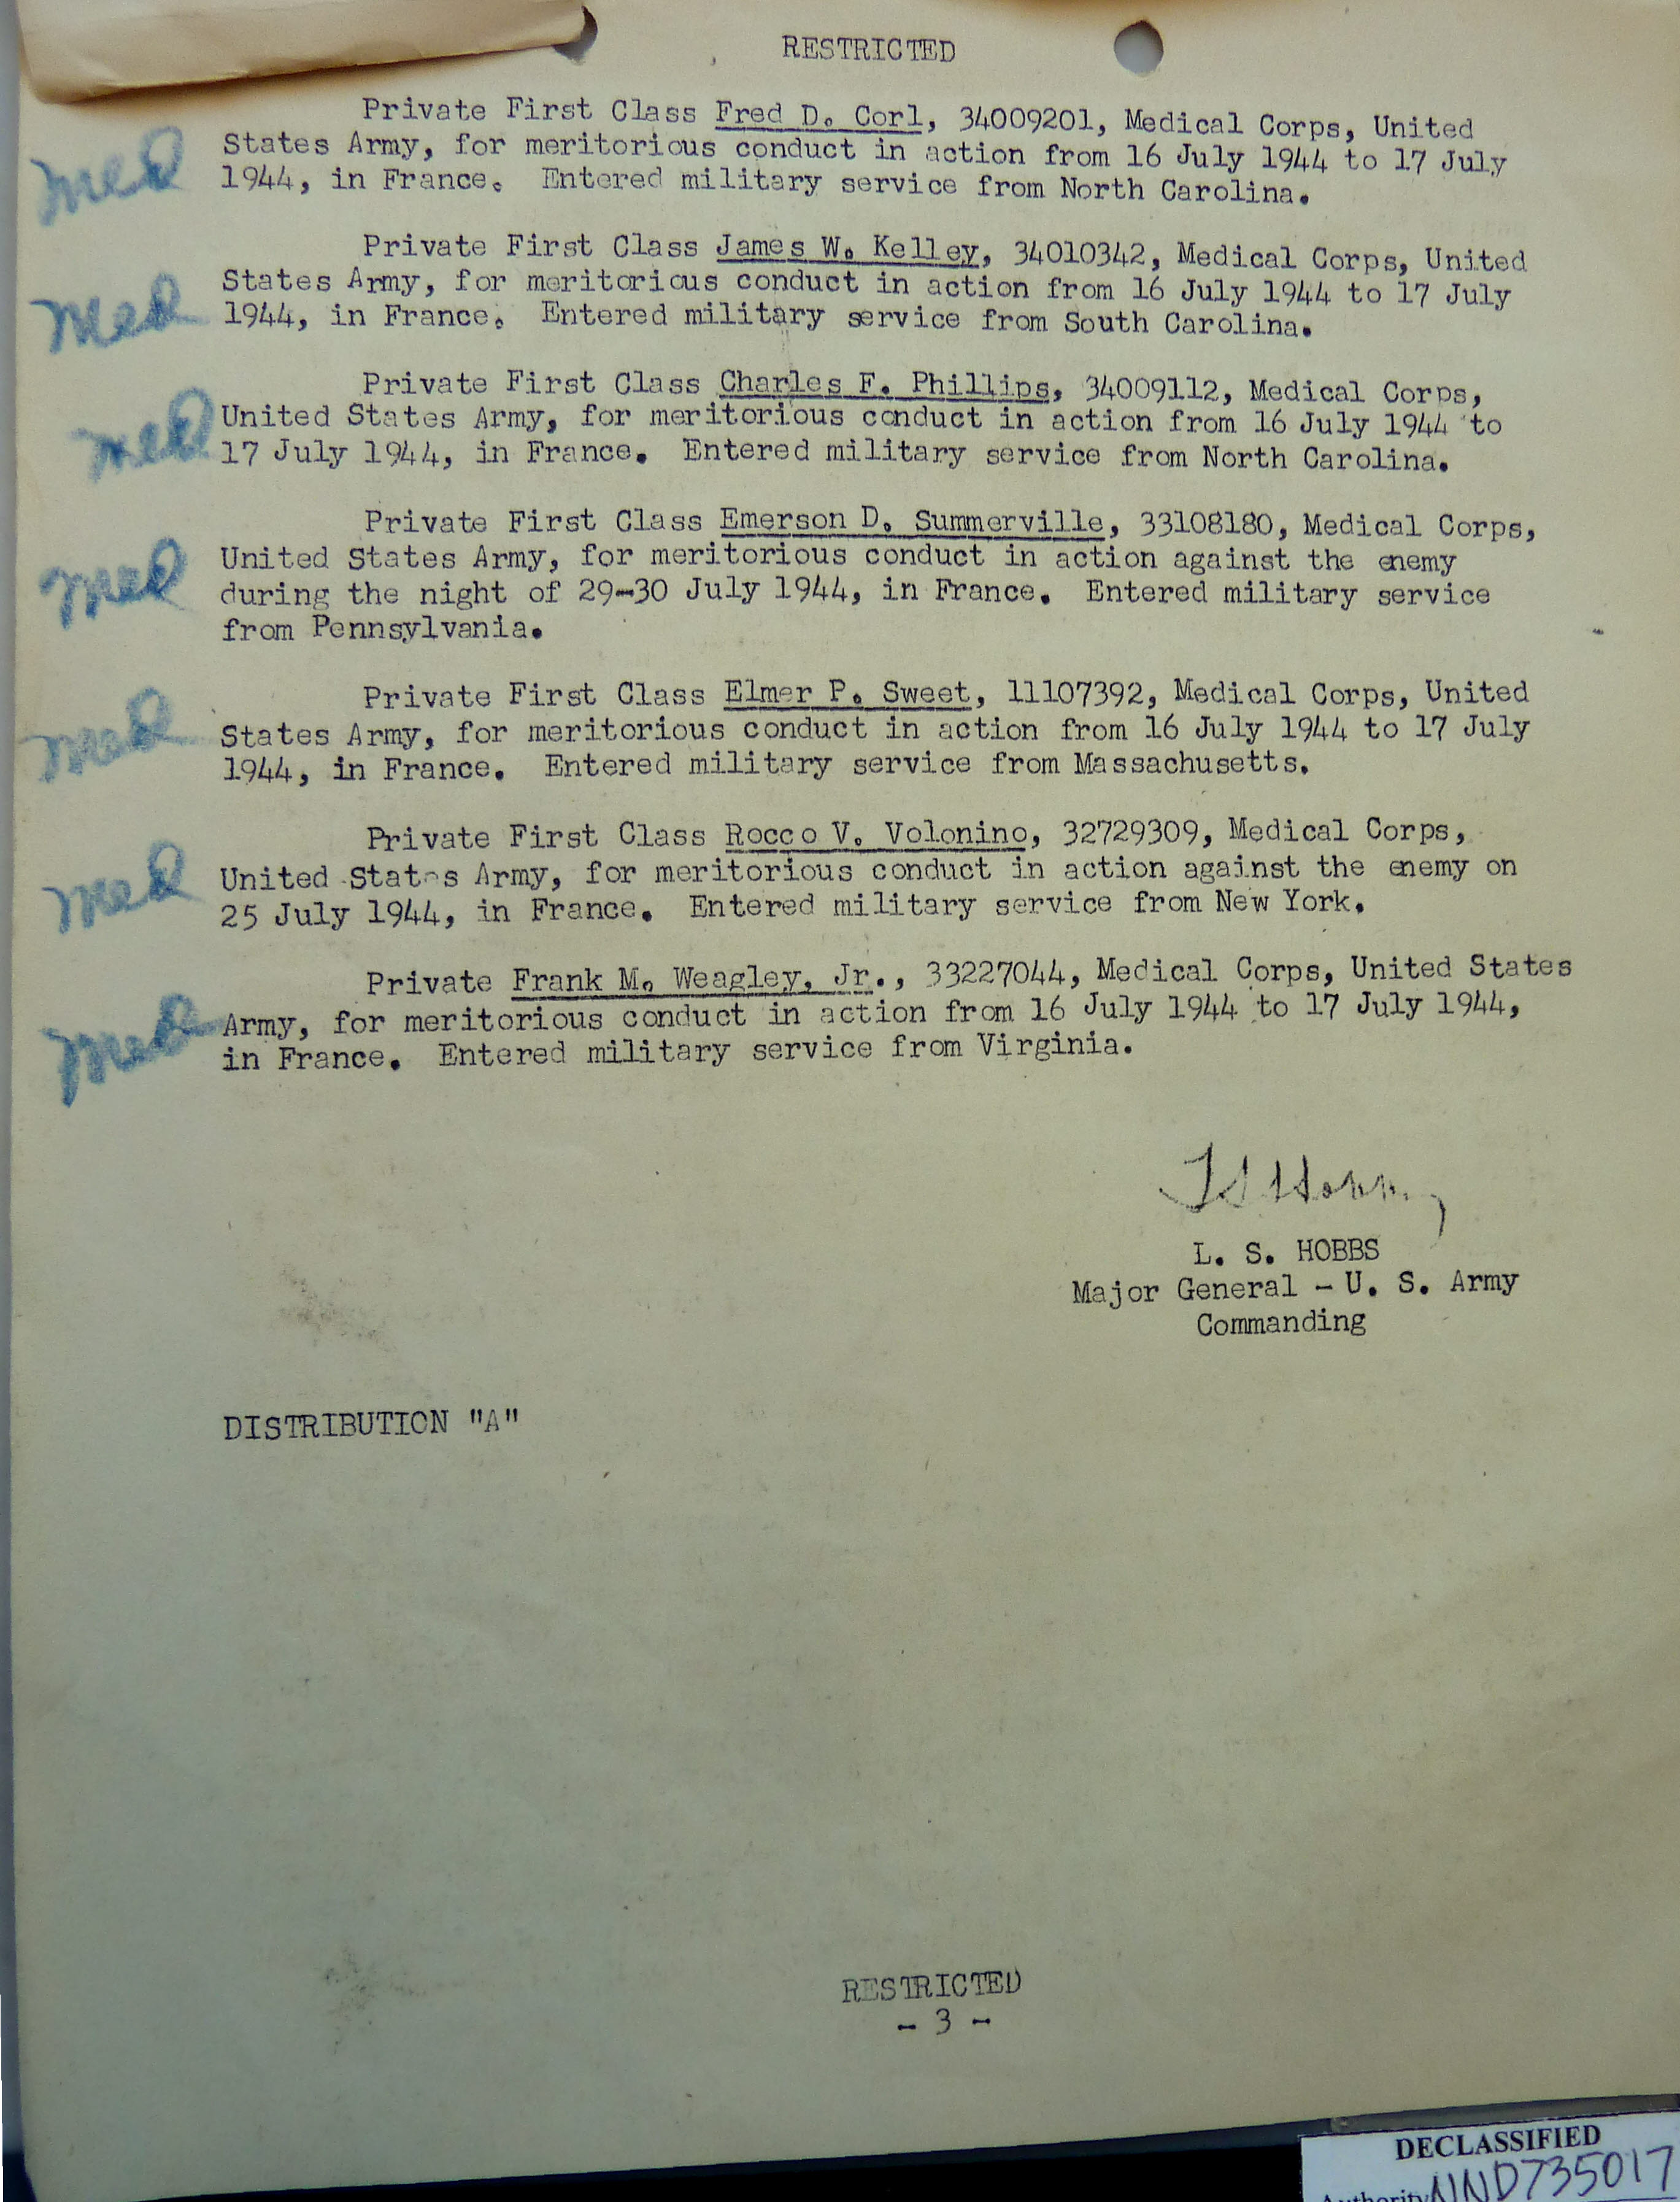 RESTRICTED
Private First Class Fred D. Corl, 34009201, Medical Corps, United
Med
States Army, for meritorious conduct in action from 16 July 1944 to 17 July
1944, in France. Entered military service from North Carolina.
Private First Class James W. Kelley, 34010342, Medical Corps, United
Med
States Army, for meritorious conduct in action from 16 July 1944 to 17 July
1944, in France. Entered military service from South Carolina.
Private First Class Charles F. Phillips, 34009112, Medical Corps,
Med
United States Army, for meritorious conduct in action from 16 July 1944 to
17 July 1944, in France. Entered military service from North Carolina.
Private First Class Emerson D. Summerville, 33108180, Medical Corps,
Med
United States Army, for meritorious conduct in action against the enemy
during the night of 29-30 July 1944, in France. Entered military service
from Pennsylvania.
Private First Class Elmer P. Sweet, 11107392, Medical Corps, United
Med
States Army, for meritorious conduct in action from 16 July 1944 to 17 July
1944, in France. Entered military service from Massachusetts.
Private First Class Rocco V. Volonino, 32729309, Medical Corps,
Med
United States Army, for meritorious conduct in action against the enemy on
25 July 1944, in France. Entered military service from New York.
Private Frank M. Weagley, Jr., 33227044, Medical Corps, United States
Med
Army, for meritorious conduct in action from 16 July 1944 to 17 July 1944,
in France. Entered military service from Virginia.
L. S. HOBBS
Major General - U. S. Army
Commanding
DISTRIBUTION "A"
RESTRICTED
- 3 -
DECLASSIFIED
Authority NND735017